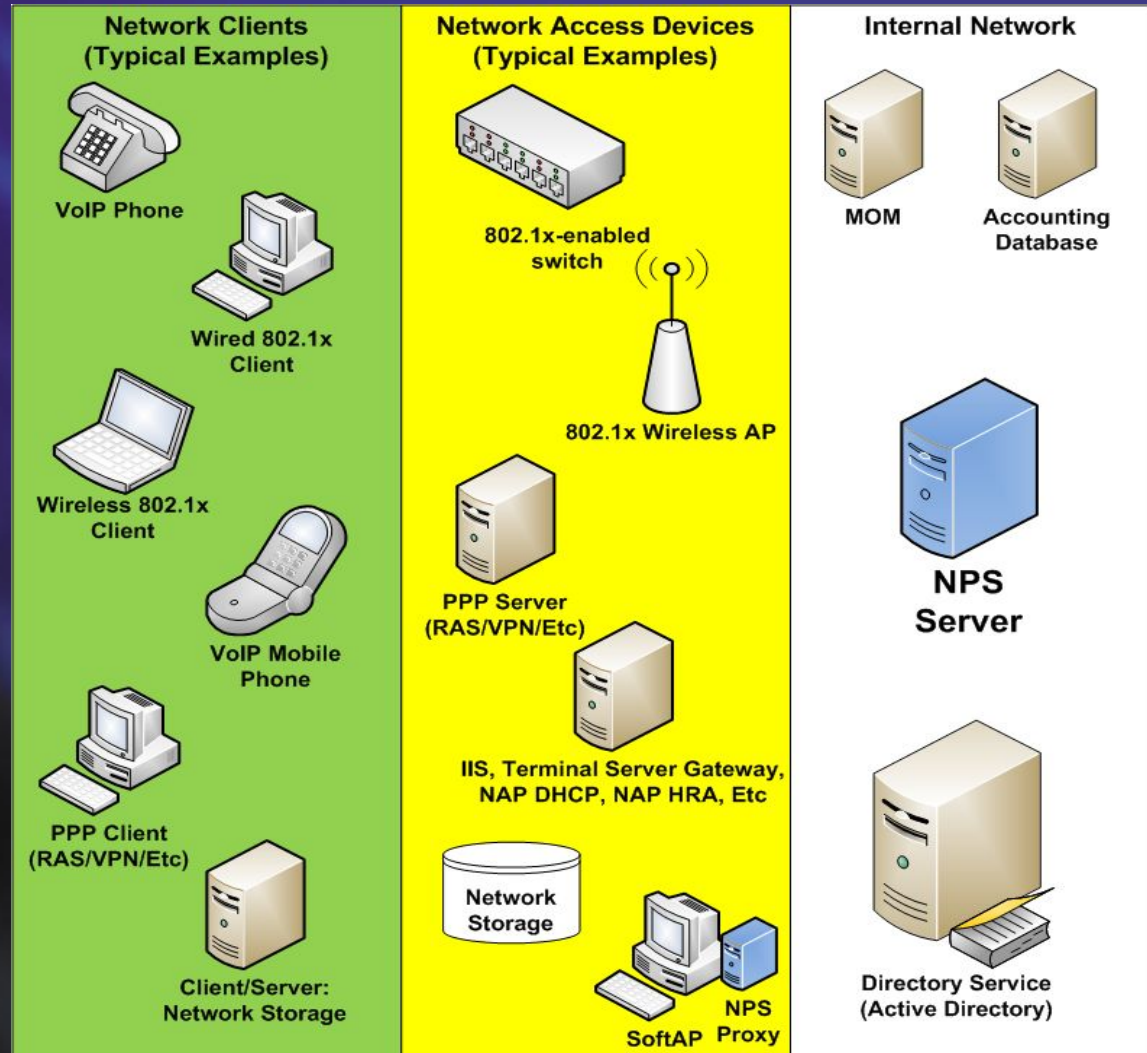 Network Clients
(Typical Examples)
VoIP Phone
Wired 802.1x
Client
Wireless 802.1x
Client
VoIP Mobile
Phone
PPP Client
(RAS/VPN/Etc)
Client/Server:
Network Storage
Network Access Devices
(Typical Examples)
802.1x-enabled
switch
802.1x Wireless AP
PPP Server
(RAS/VPN/Etc)
IIS, Terminal Server Gateway,
NAP DHCP, NAP HRA, Etc
Network
Storage
SoftAP
NPS
Proxy
Internal Network
MOM
Accounting
Database
NPS
Server
Directory Service
(Active Directory)